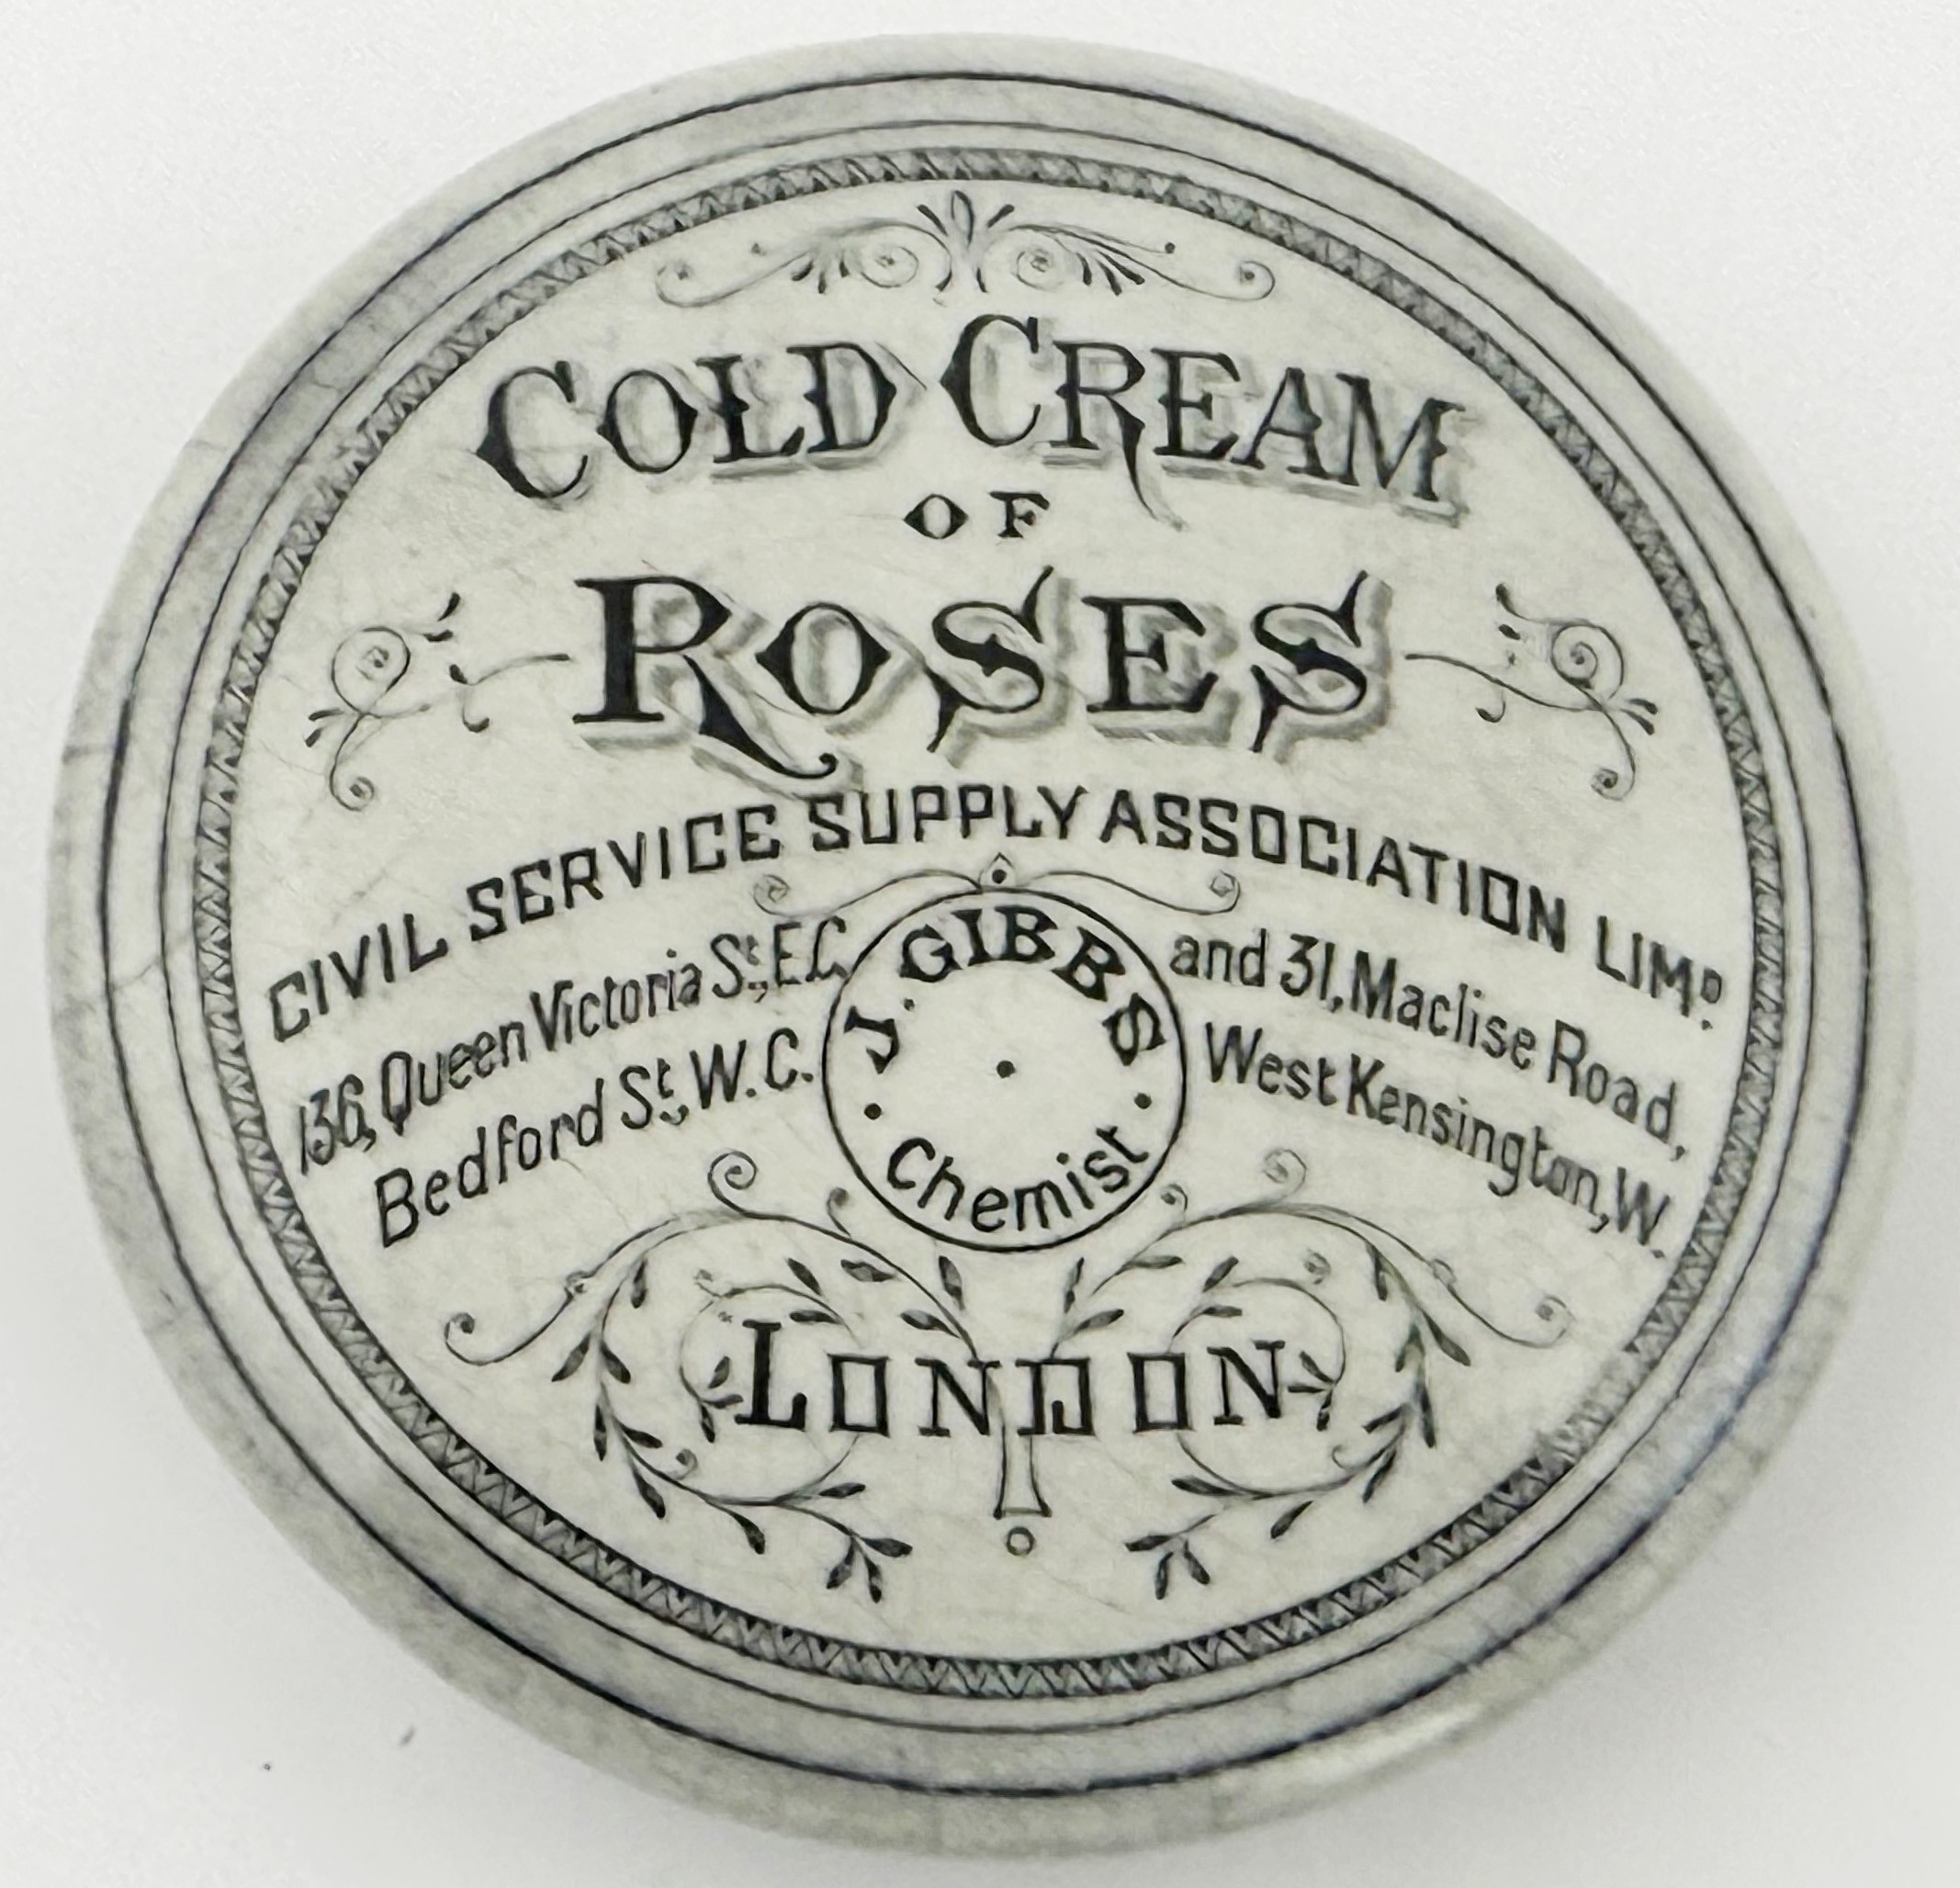 COLD CREAM
OF
ROSES
CIVIL SERVICE SUPPLY ASSOCIATION LIMD
136, Queen Victoria St., E.C.
Bedford St., W.C.
J. GIBBS
Chemist
and 31, Maclise Road,
West Kensington, W.
LONDON